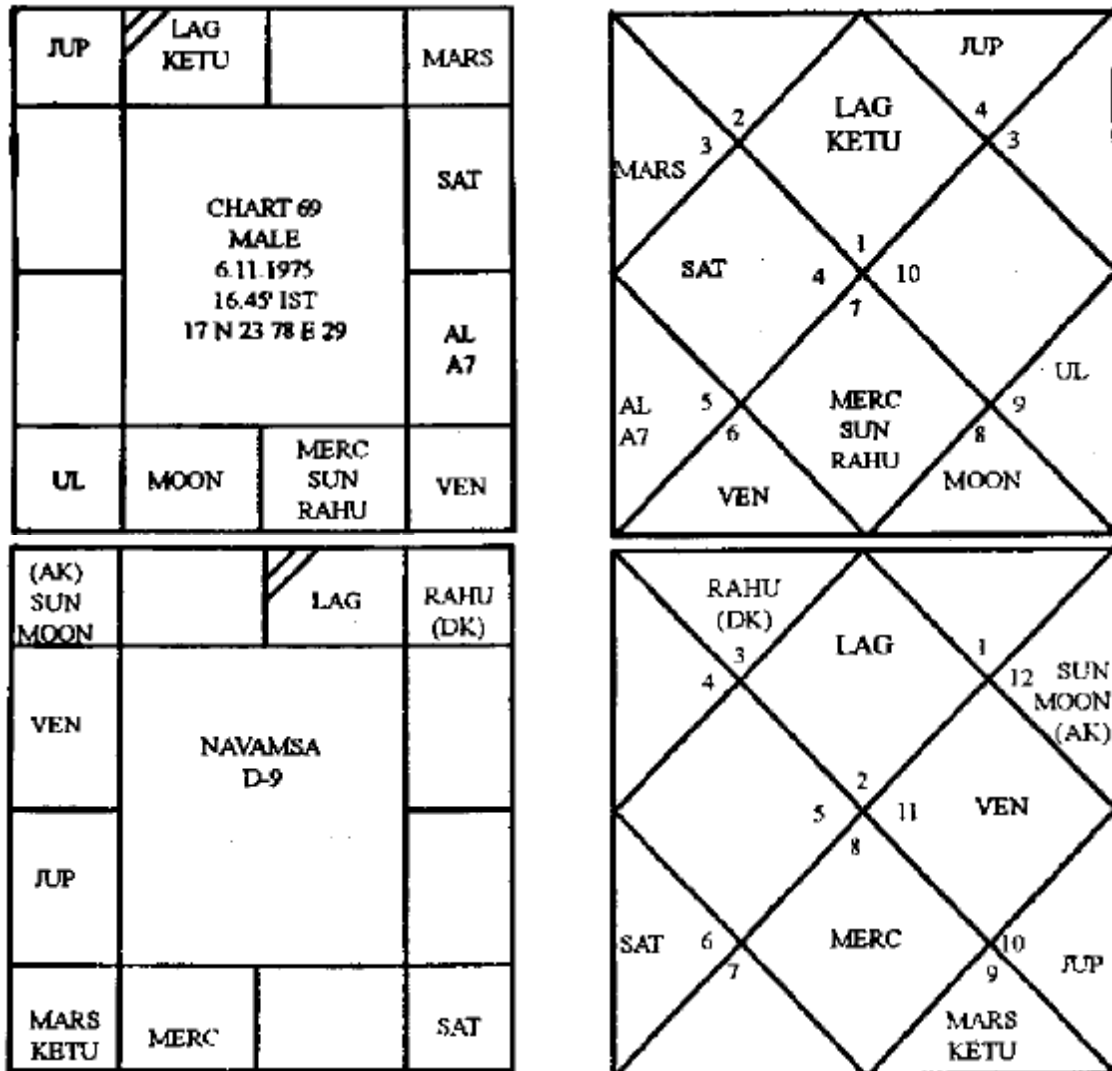 JUP
LAG
KETU
MARS
SAT
CHART 69
MALE
6.11.1975
16.45' IST
17 N 23 78 E 29
AL
A7
UL
MOON
MERC
SUN
RAHU
VEN
JUP
LAG
KETU
2
4
3
3
MARS
SAT
1
4
10
7
UL
AL
A7
5
6
MERC
SUN
RAHU
9
8
VEN
MOON
(AK)
SUN
MOON
LAG
RAHU
(DK)
VEN
NAVAMSA
D-9
JUP
MARS
KETU
MERC
SAT
RAHU
(DK)
LAG
3
4
1
12
SUN
MOON
(AK)
2
5
11
8
VEN
SAT
6
7
MERC
10
9
JUP
MARS
KETU